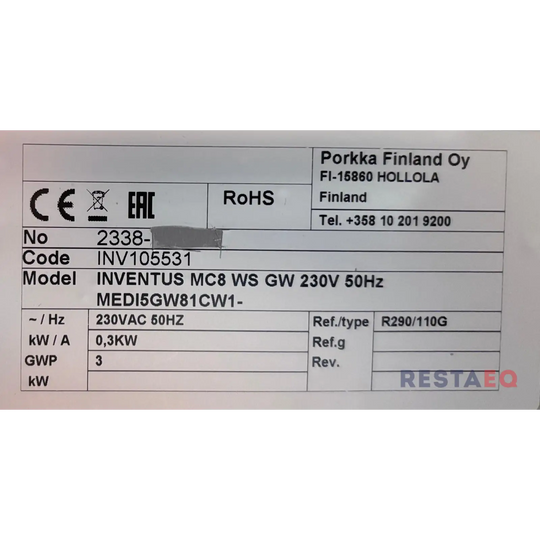 Porkka Finland Oy
FI-15860 HOLLOLA
Finland
Tel. +358 10 201 9200
CE EAC RoHS
No 2338-
Code INV105531
Model INVENTUS MC8 WS GW 230V 50Hz
MEDI5GW81CW1-
~ / Hz 230VAC 50HZ Ref./type R290/110G
kW / A 0,3KW Ref.g
GWP 3 Rev.
kW
RESTAEQ